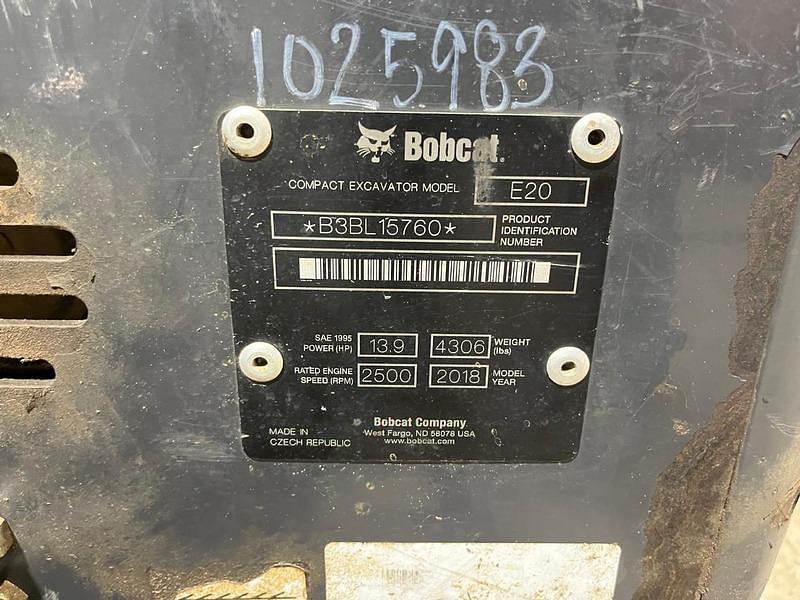 1025983
Bobcat
COMPACT EXCAVATOR MODEL E20
*B3BL15760* PRODUCT IDENTIFICATION NUMBER
SAE 1995 POWER (HP) 13.9 4306 WEIGHT (lbs)
RATED ENGINE SPEED (RPM) 2500 2018 MODEL YEAR
Bobcat Company
West Fargo, ND 58078 USA
www.bobcat.com
MADE IN
CZECH REPUBLIC